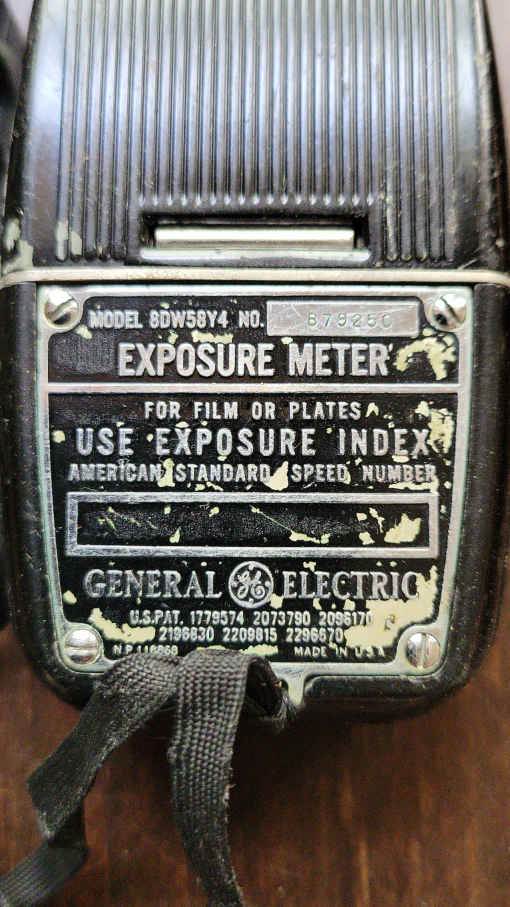 MODEL 8DW58Y4 NO. B7925C
EXPOSURE METER
FOR FILM OR PLATES
USE EXPOSURE INDEX
AMERICAN STANDARD SPEED NUMBER
GENERAL GE ELECTRIC
U.S.PAT. 1779574 2073790 2096170
2196830 2209815 2296670
N.P. MADE IN U.S.A.